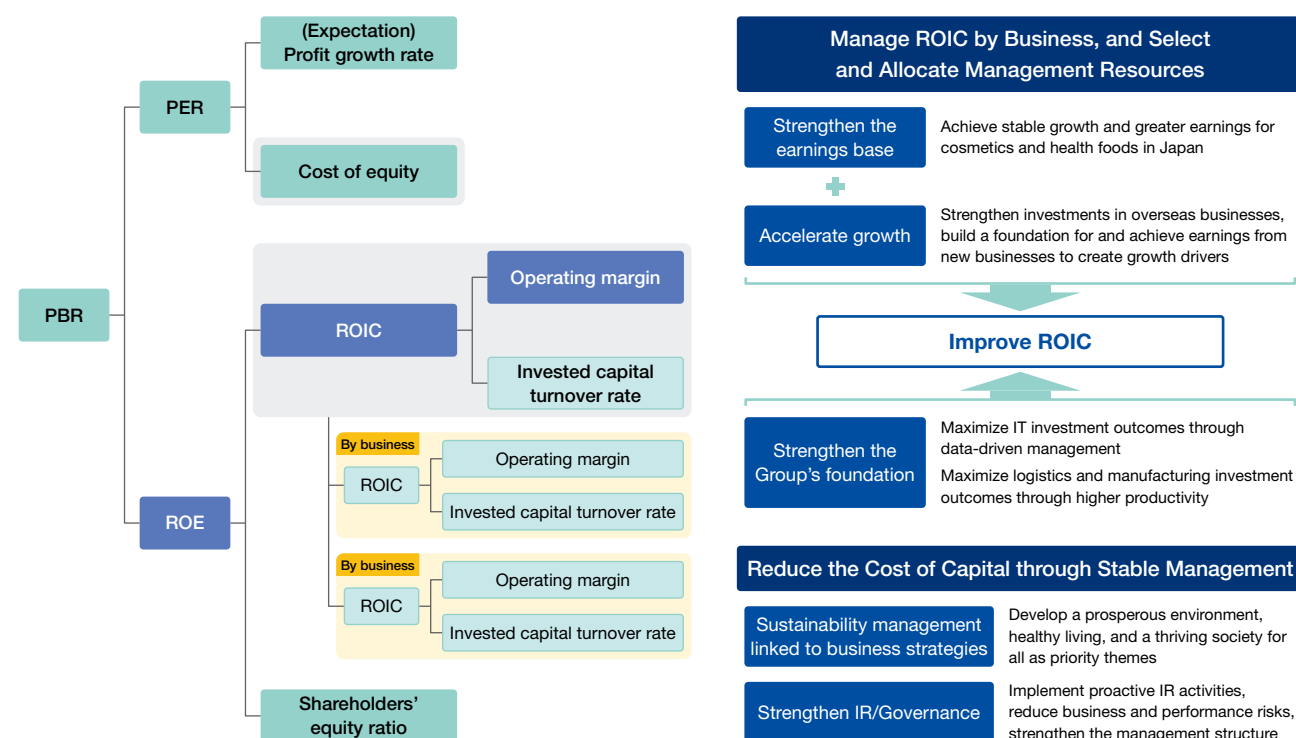 (Expectation)
Profit growth rate
PER
Cost of equity
PBR
ROIC
Operating margin
Invested capital
turnover rate
By business
ROIC
Operating margin
Invested capital turnover rate
ROE
By business
ROIC
Operating margin
Invested capital turnover rate
Shareholders'
equity ratio
Manage ROIC by Business, and Select
and Allocate Management Resources
Strengthen the
earnings base
Achieve stable growth and greater earnings for
cosmetics and health foods in Japan
Accelerate growth
Strengthen investments in overseas businesses,
build a foundation for and achieve earnings from
new businesses to create growth drivers
Improve ROIC
Strengthen the
Group's foundation
Maximize IT investment outcomes through
data-driven management
Maximize logistics and manufacturing investment
outcomes through higher productivity
Reduce the Cost of Capital through Stable Management
Sustainability management
linked to business strategies
Develop a prosperous environment,
healthy living, and a thriving society for
all as priority themes
Strengthen IR/Governance
Implement proactive IR activities,
reduce business and performance risks,
strengthen the management structure